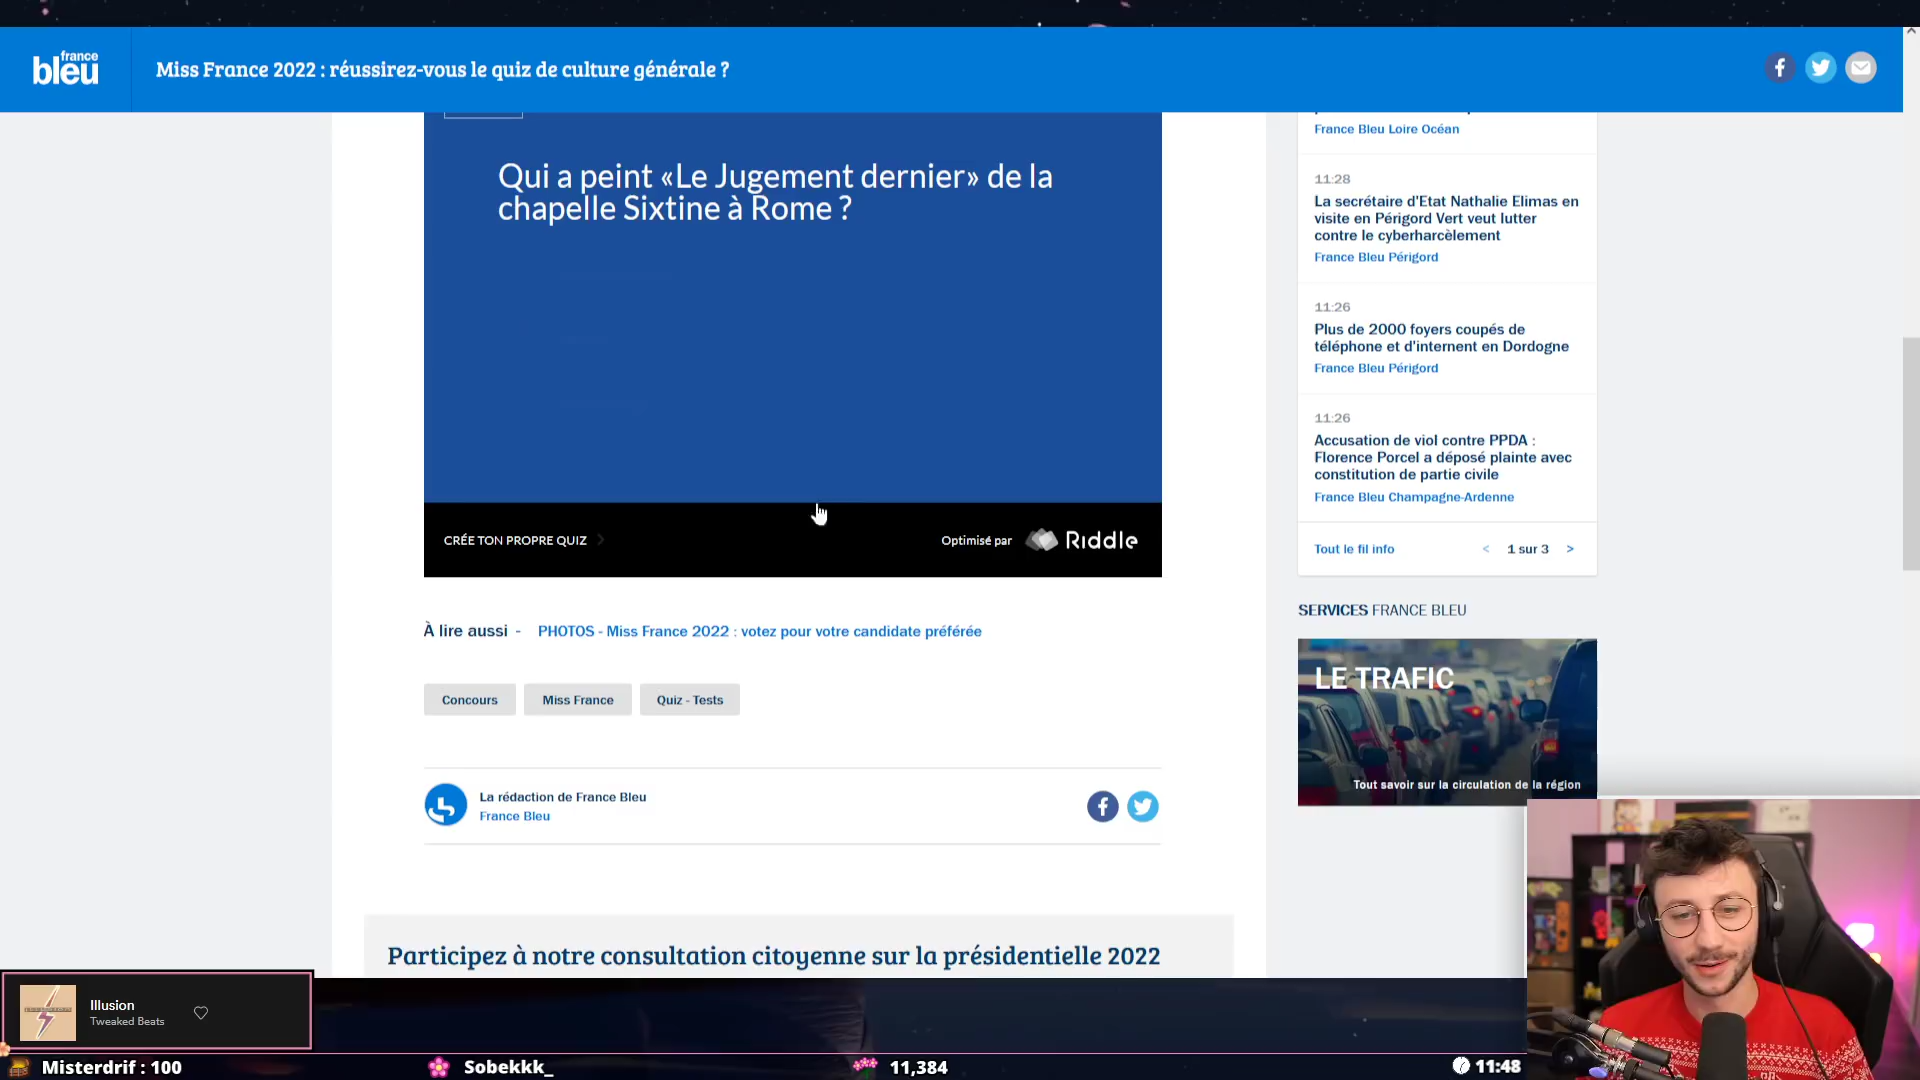 france
bleu
Miss France 2022 : réussirez-vous le quiz de culture générale ?
Qui a peint «Le Jugement dernier» de la
chapelle Sixtine à Rome ?
CRÉE TON PROPRE QUIZ
Optimisé par
Riddle
À lire aussi - PHOTOS - Miss France 2022 : votez pour votre candidate préférée
Concours
Miss France
Quiz - Tests
La rédaction de France Bleu
France Bleu
Participez à notre consultation citoyenne sur la présidentielle 2022
France Bleu Loire Océan
11:28
La secrétaire d'Etat Nathalie Elimas en
visite en Périgord Vert veut lutter
contre le cyberharcèlement
France Bleu Périgord
11:26
Plus de 2000 foyers coupés de
téléphone et d'internent en Dordogne
France Bleu Périgord
11:26
Accusation de viol contre PPDA :
Florence Porcel a déposé plainte avec
constitution de partie civile
France Bleu Champagne-Ardenne
Tout le fil info
< 1 sur 3 >
SERVICES FRANCE BLEU
LE TRAFIC
Tout savoir sur la circulation de la région
Illusion
Tweaked Beats
Misterdrif : 100
Sobekkk_
11,384
11:48